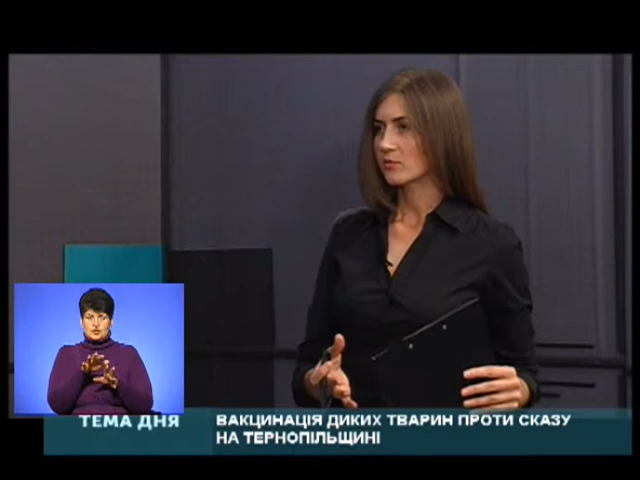 ТЕМА ДНЯ
ВАКЦИНАЦІЯ ДИКИХ ТВАРИН ПРОТИ СКАЗУ
НА ТЕРНОПІЛЬЩИНІ